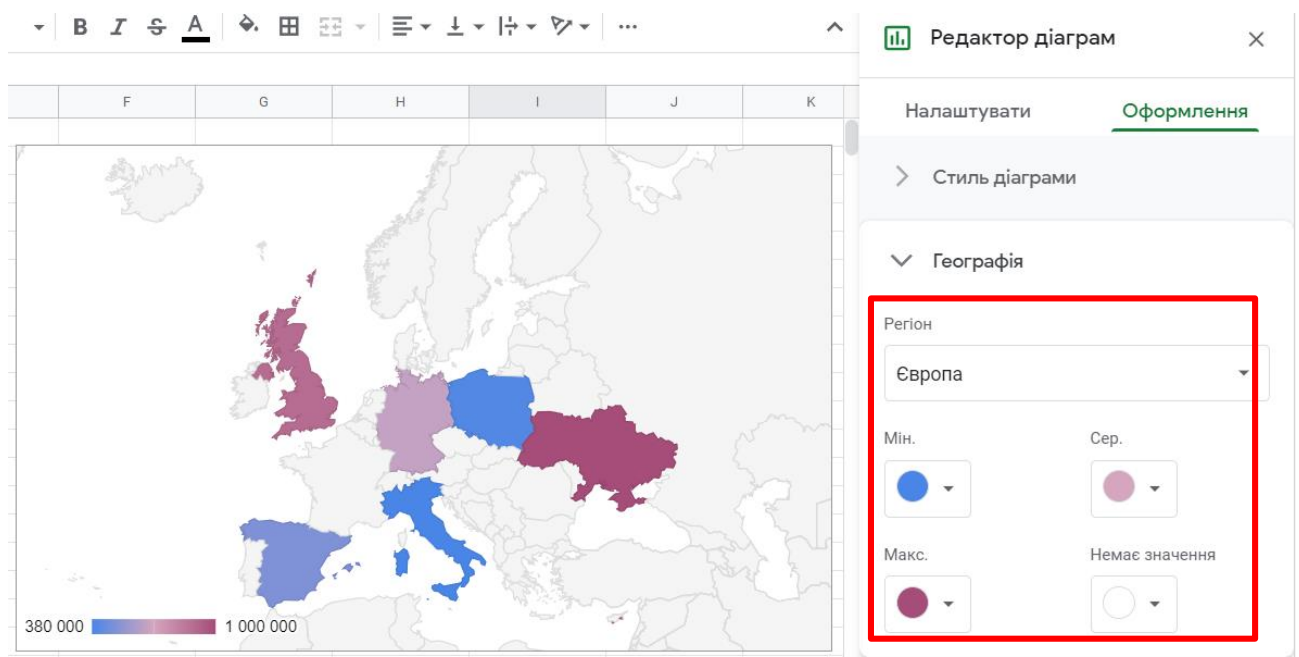 B I S A
Редактор діаграм
F G H I J K
Налаштувати Оформлення
Стиль діаграми
Географія
Регіон
Європа
Мін. Сер.
Макс. Немає значення
380 000 1 000 000